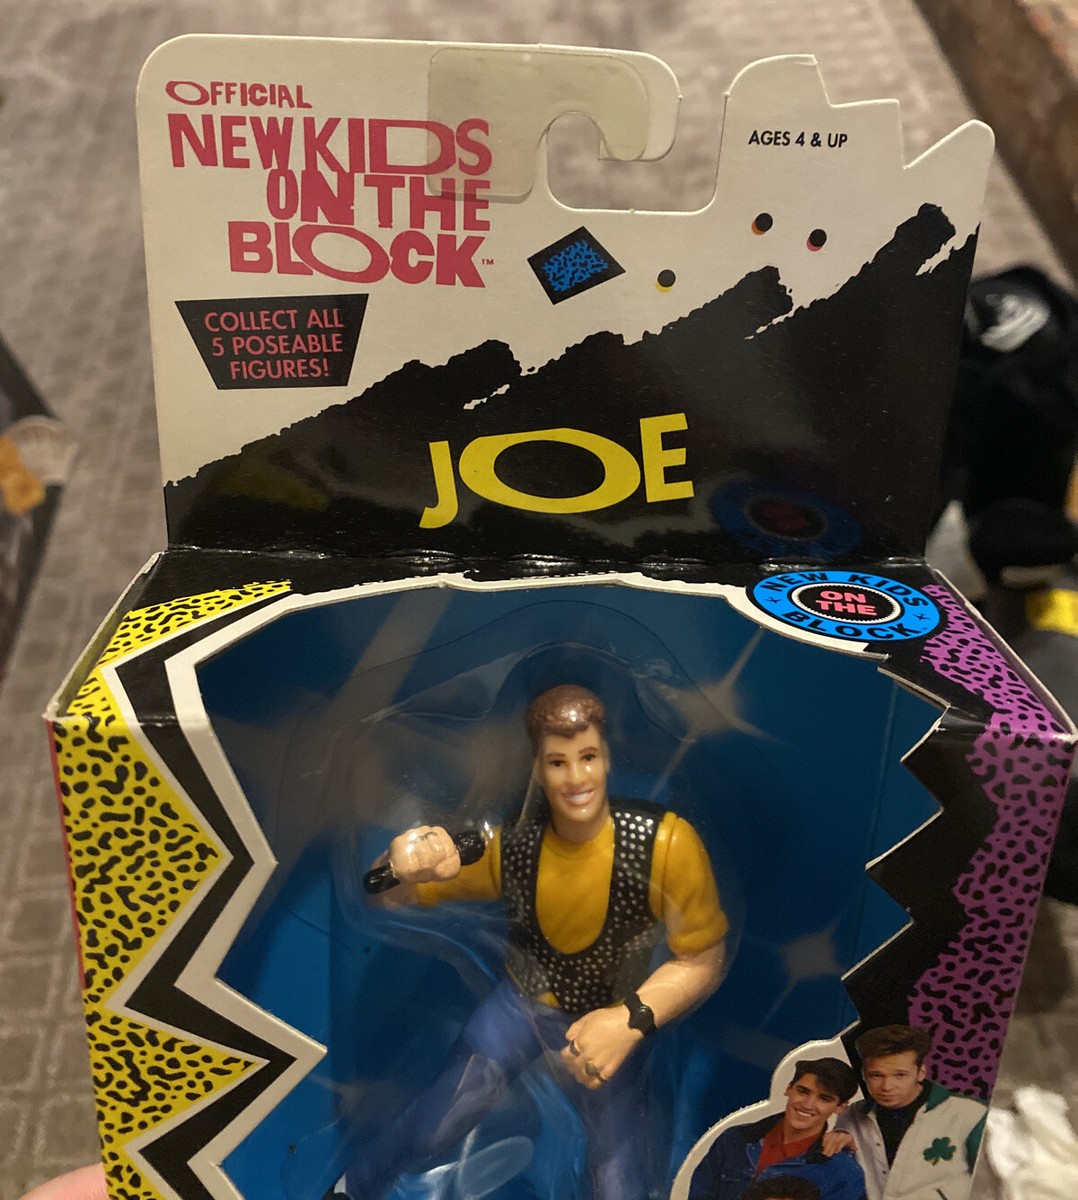 OFFICIAL
NEW KIDS
ON THE
BLOCK™
COLLECT ALL
5 POSEABLE
FIGURES!
AGES 4 & UP
JOE
NEW KIDS
ON
THE
BLOCK